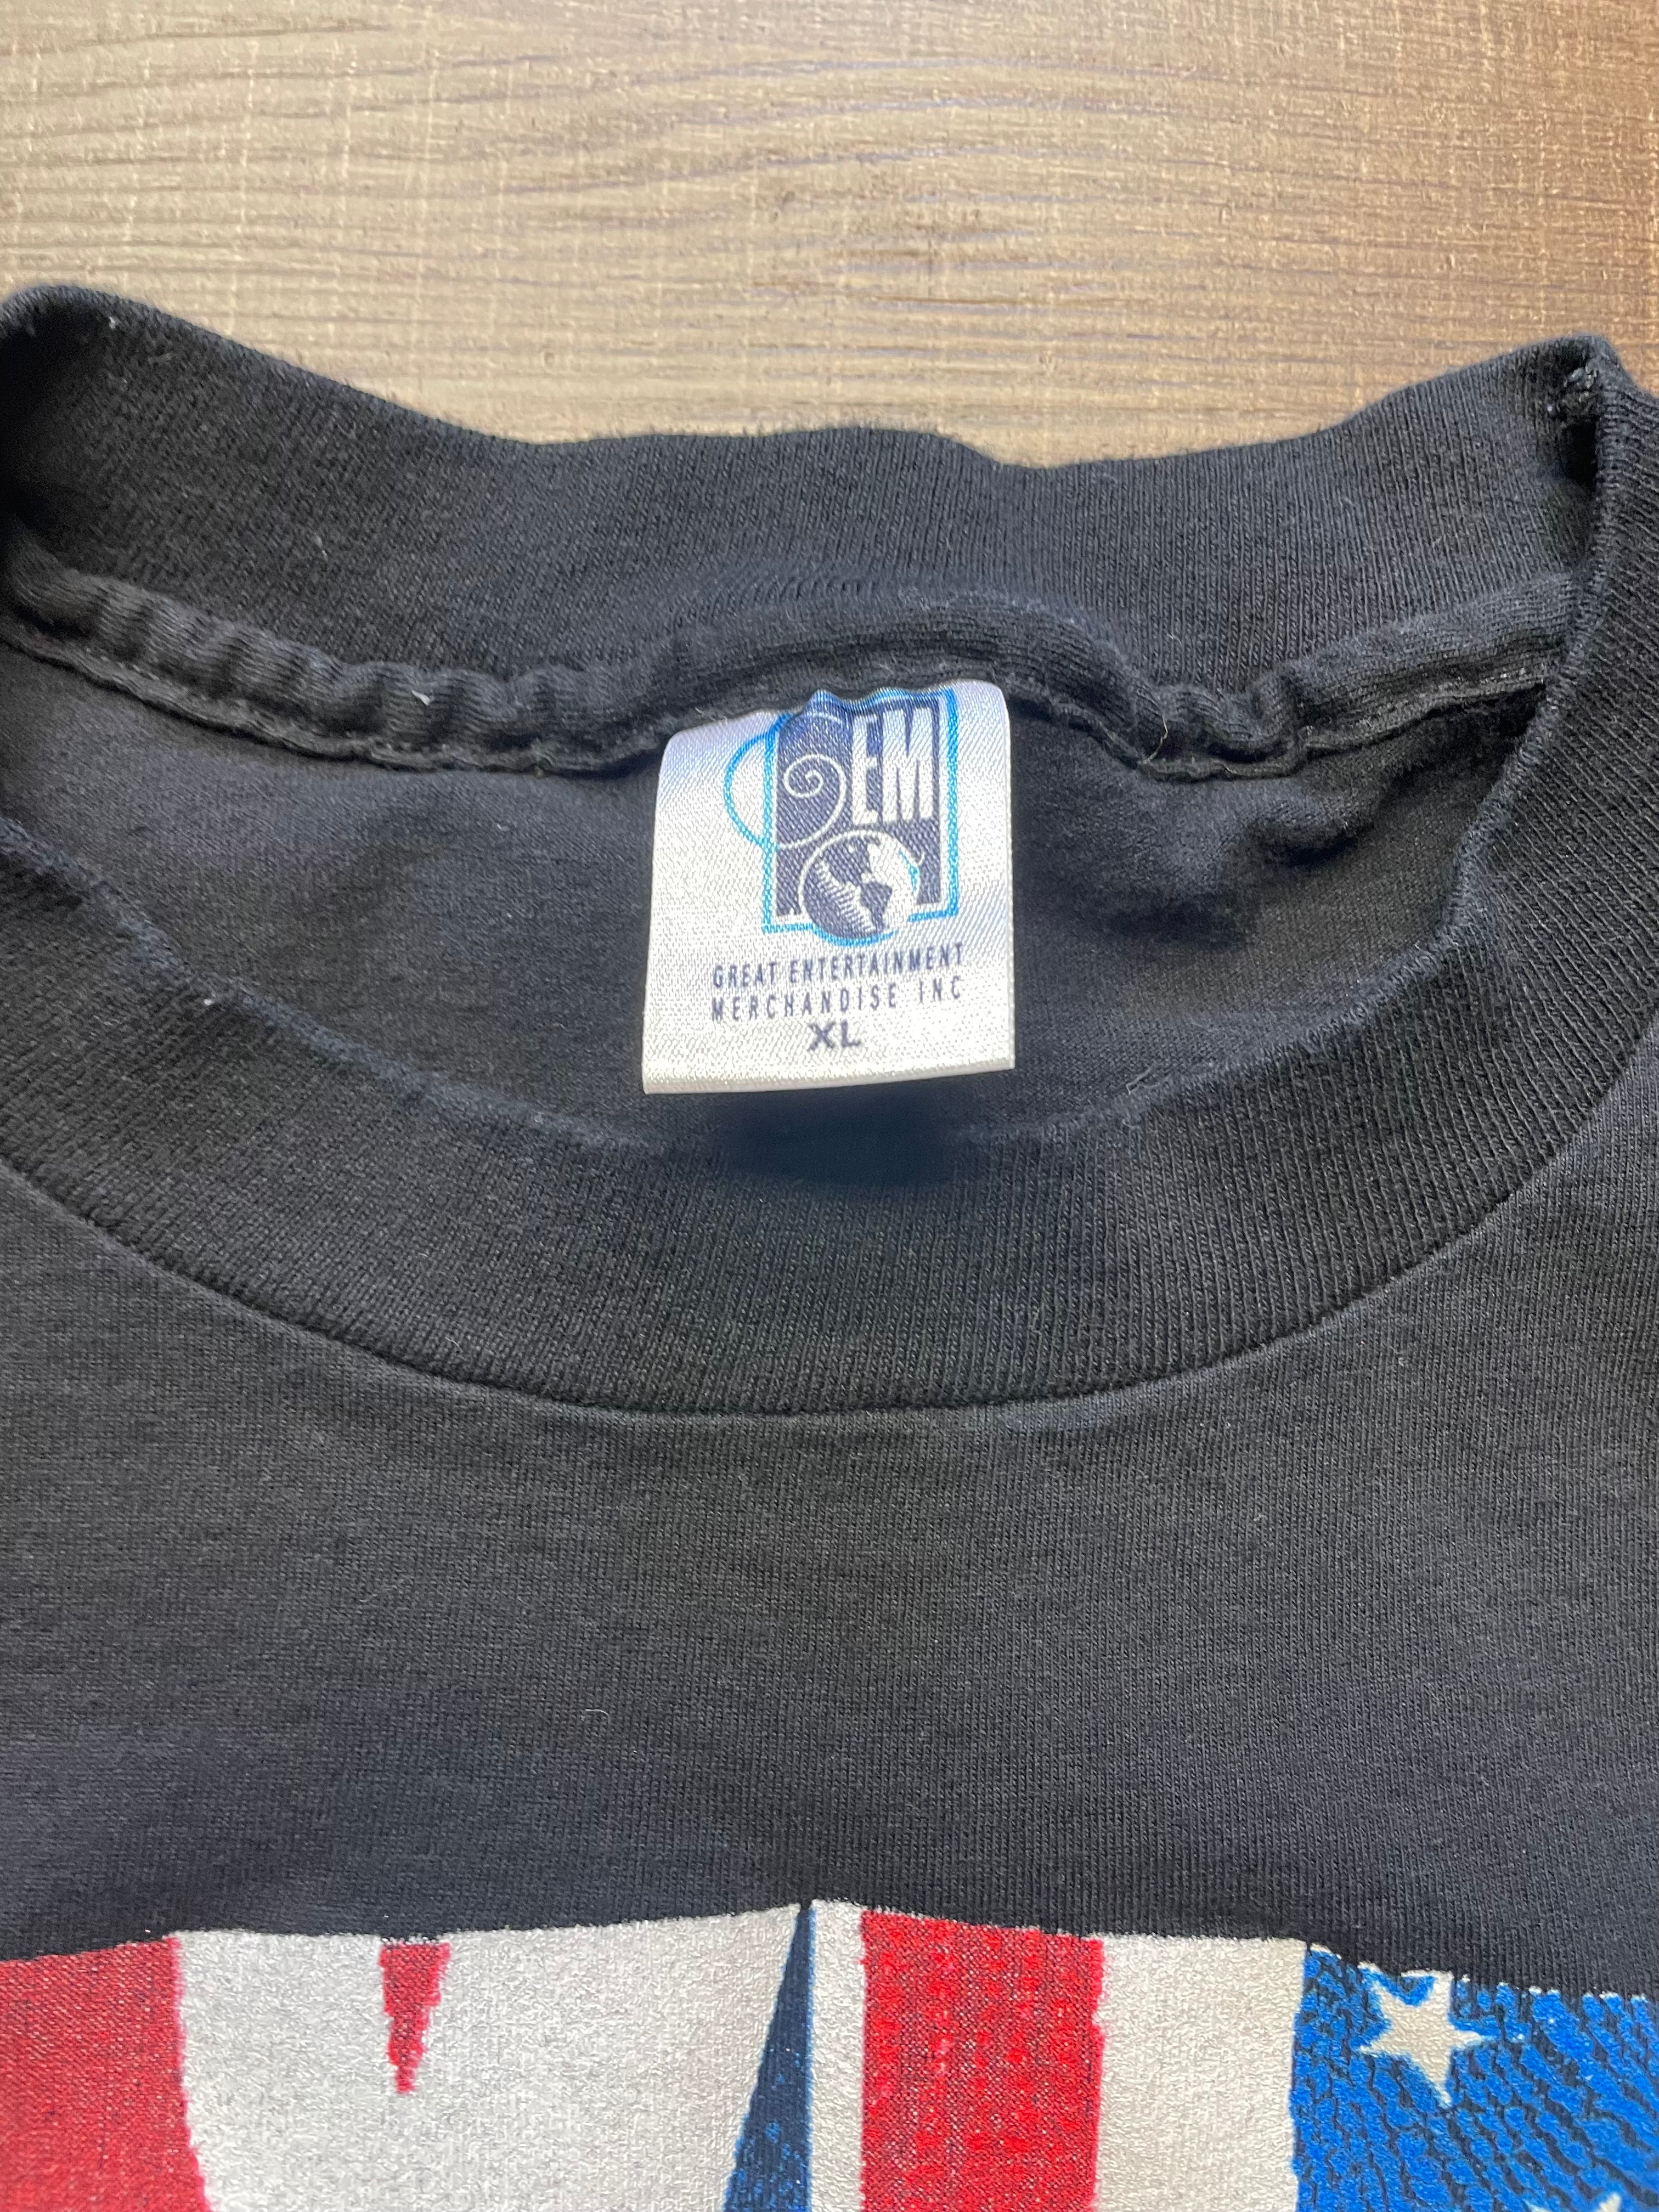 GEM
GREAT ENTERTAINMENT
MERCHANDISE INC
XL